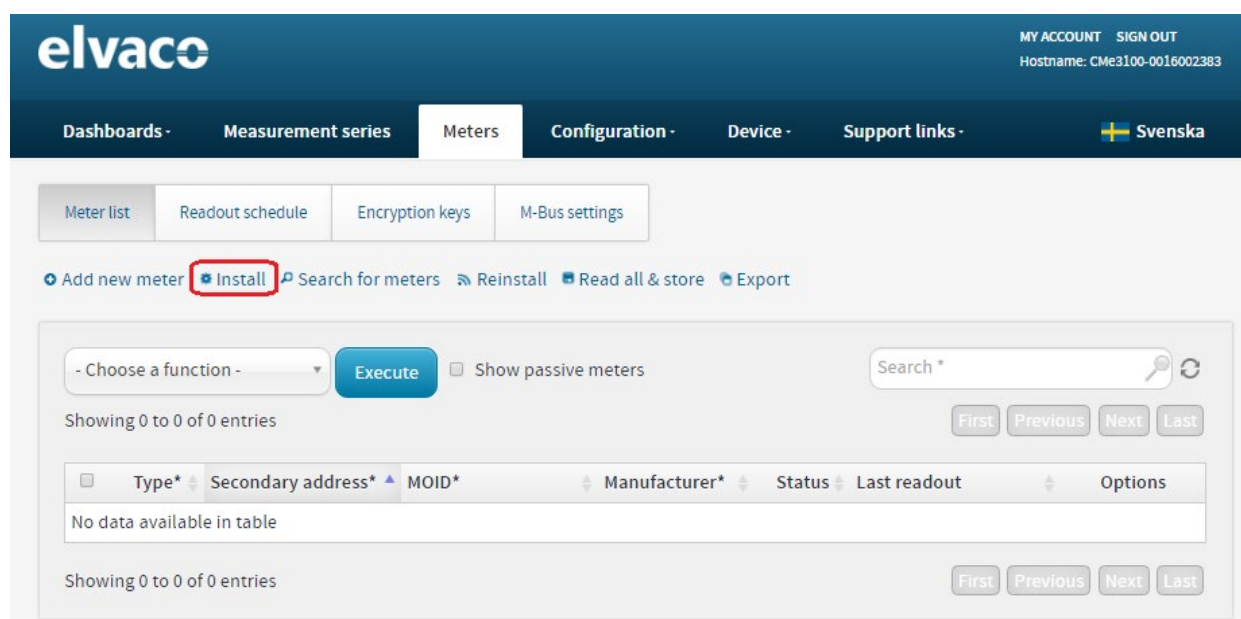 elvaco
MY ACCOUNT SIGN OUT
Hostname: CMe3100-0016002383
Dashboards Measurement series Meters Configuration Device Support links Svenska
Meter list Readout schedule Encryption keys M-Bus settings
Add new meter Install Search for meters Reinstall Read all & store Export
- Choose a function - Execute Show passive meters Search *
Showing 0 to 0 of 0 entries First Previous Next Last
Type* Secondary address* MOID* Manufacturer* Status Last readout Options
No data available in table
Showing 0 to 0 of 0 entries First Previous Next Last